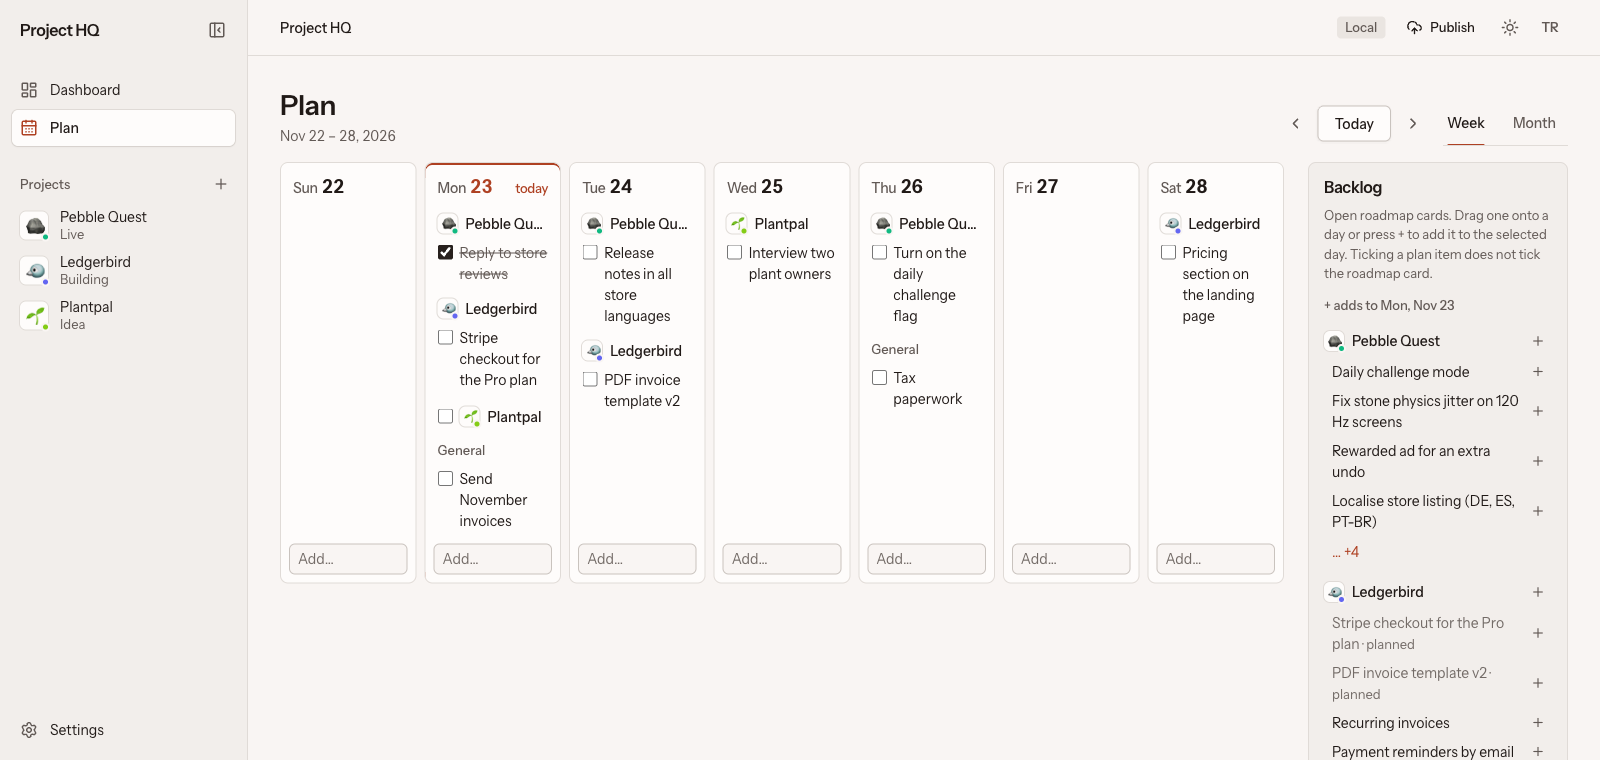 Project HQ
Dashboard
Plan
Projects
Pebble Quest
Live
Ledgerbird
Building
Plantpal
Idea
Settings
Project HQ
Local
Publish
TR
Plan
Nov 22 – 28, 2026
Today
Week
Month
Sun 22
Add...
Mon 23 today
Pebble Qu...
Reply to store
reviews
Ledgerbird
Stripe
checkout for
the Pro plan
Plantpal
General
Send
November
invoices
Add...
Tue 24
Pebble Qu...
Release
notes in all
store
languages
Ledgerbird
PDF invoice
template v2
Add...
Wed 25
Plantpal
Interview two
plant owners
Add...
Thu 26
Pebble Qu...
Turn on the
daily
challenge
flag
General
Tax
paperwork
Add...
Fri 27
Add...
Sat 28
Ledgerbird
Pricing
section on
the landing
page
Add...
Backlog
Open roadmap cards. Drag one onto a
day or press + to add it to the selected
day. Ticking a plan item does not tick
the roadmap card.
+ adds to Mon, Nov 23
Pebble Quest
Daily challenge mode
Fix stone physics jitter on 120
Hz screens
Rewarded ad for an extra
undo
Localise store listing (DE, ES,
PT-BR)
... +4
Ledgerbird
Stripe checkout for the Pro
plan · planned
PDF invoice template v2 ·
planned
Recurring invoices
Payment reminders by email